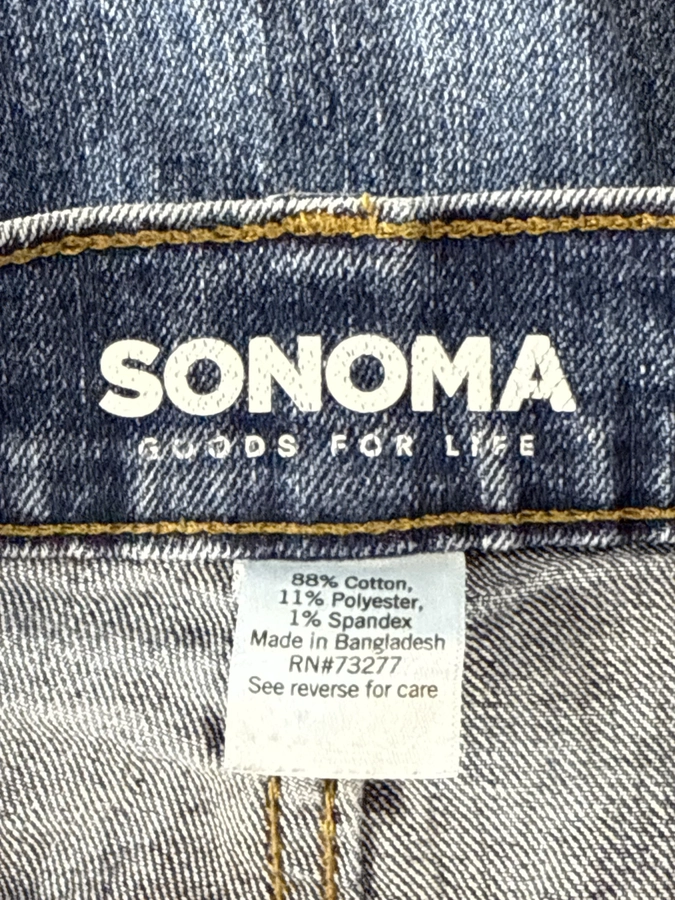 SONOMA
GOODS FOR LIFE
88% Cotton,
11% Polyester,
1% Spandex
Made in Bangladesh
RN#73277
See reverse for care